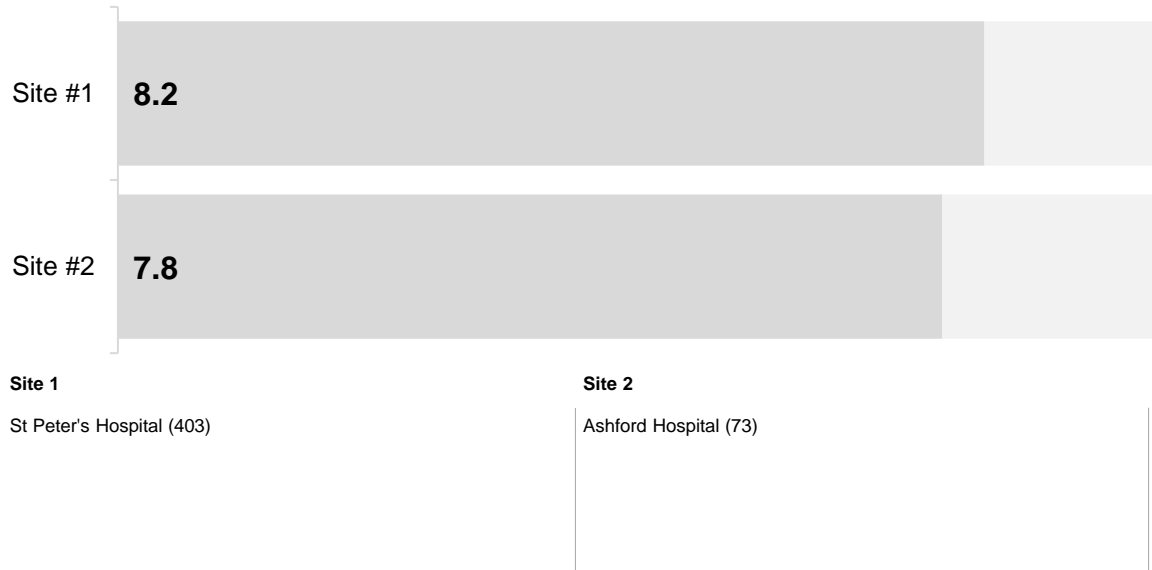 Site #1 8.2
Site #2 7.8
Site 1
St Peter's Hospital (403)
Site 2
Ashford Hospital (73)